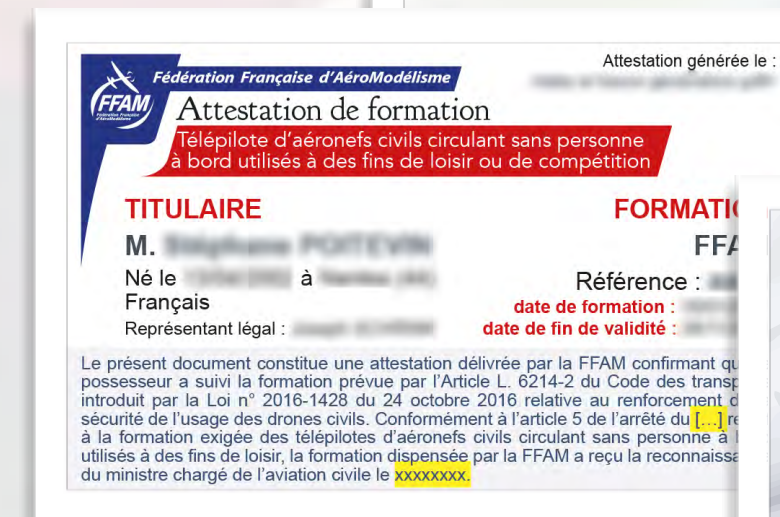 Attestation générée le :
Fédération Française d'AéroModélisme
FFAM
Fédération Française d'AéroModélisme
Attestation de formation
Télépilote d'aéronefs civils circulant sans personne
à bord utilisés à des fins de loisir ou de compétition
TITULAIRE
M.
Né le à
Français
Représentant légal :
FORMATI
FFA
Référence :
date de formation :
date de fin de validité :
Le présent document constitue une attestation délivrée par la FFAM confirmant qu
possesseur a suivi la formation prévue par l'Article L. 6214-2 du Code des transp
introduit par la Loi n° 2016-1428 du 24 octobre 2016 relative au renforcement d
sécurité de l'usage des drones civils. Conformément à l'article 5 de l'arrêté du [...] re
à la formation exigée des télépilotes d'aéronefs civils circulant sans personne à
utilisés à des fins de loisir, la formation dispensée par la FFAM a reçu la reconnaissa
du ministre chargé de l'aviation civile le xxxxxxxx.